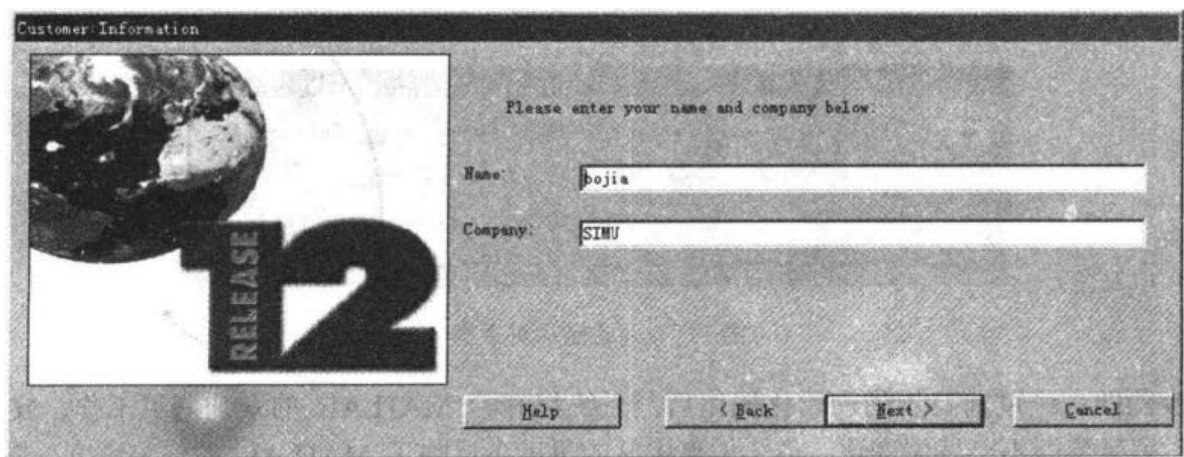 Customer Information
Please enter your name and company below.
Name:
bojia
Company:
SIMU
RELEASE
12
Help
< Back
Next >
Cancel